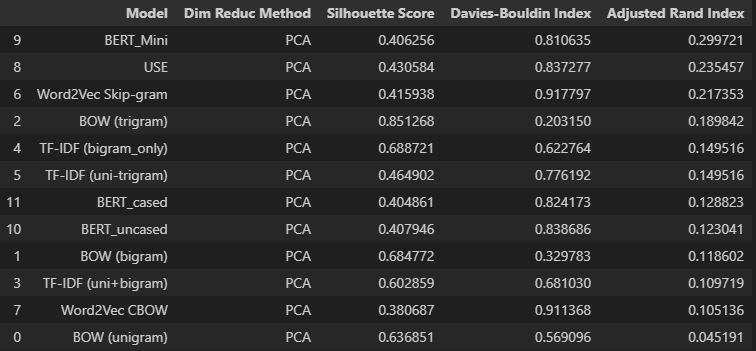 Model Dim Reduc Method Silhouette Score Davies-Bouldin Index Adjusted Rand Index
9 BERT_Mini PCA 0.406256 0.810635 0.299721
8 USE PCA 0.430584 0.837277 0.235457
6 Word2Vec Skip-gram PCA 0.415938 0.917797 0.217353
2 BOW (trigram) PCA 0.851268 0.203150 0.189842
4 TF-IDF (bigram_only) PCA 0.688721 0.622764 0.149516
5 TF-IDF (uni-trigram) PCA 0.464902 0.776192 0.149516
11 BERT_cased PCA 0.404861 0.824173 0.128823
10 BERT_uncased PCA 0.407946 0.838686 0.123041
1 BOW (bigram) PCA 0.684772 0.329783 0.118602
3 TF-IDF (uni+bigram) PCA 0.602859 0.681030 0.109719
7 Word2Vec CBOW PCA 0.380687 0.911368 0.105136
0 BOW (unigram) PCA 0.636851 0.569096 0.045191